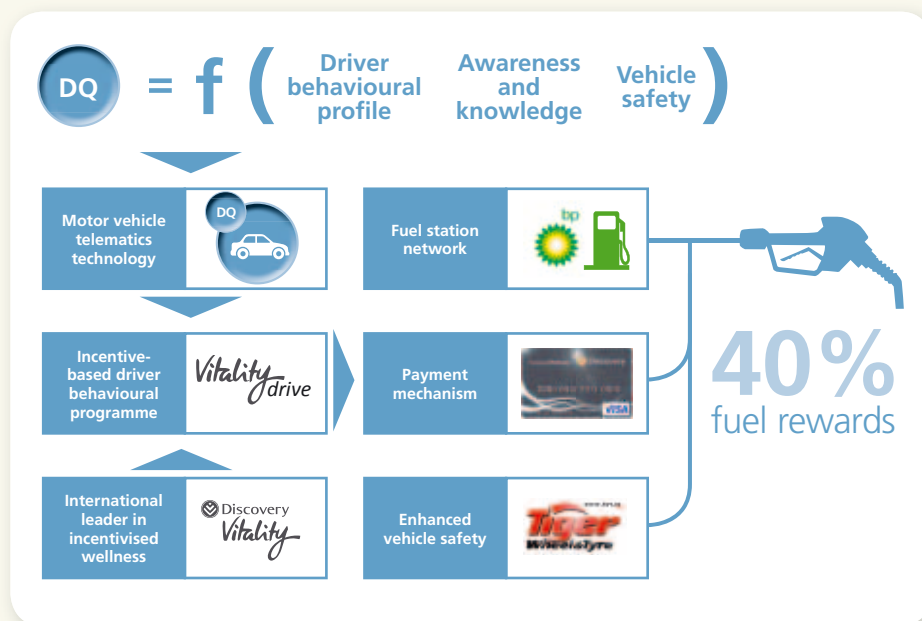 DQ = f ( Driver behavioural profile Awareness and knowledge Vehicle safety )
Motor vehicle
telematics
technology
DQ
Fuel station
network
bp
Incentive-
based driver
behavioural
programme
Vitality
drive
Payment
mechanism
VISA
40%
fuel rewards
International
leader in
incentivised
wellness
Discovery
Vitality
Enhanced
vehicle safety
Tiger
Wheel&Tyre